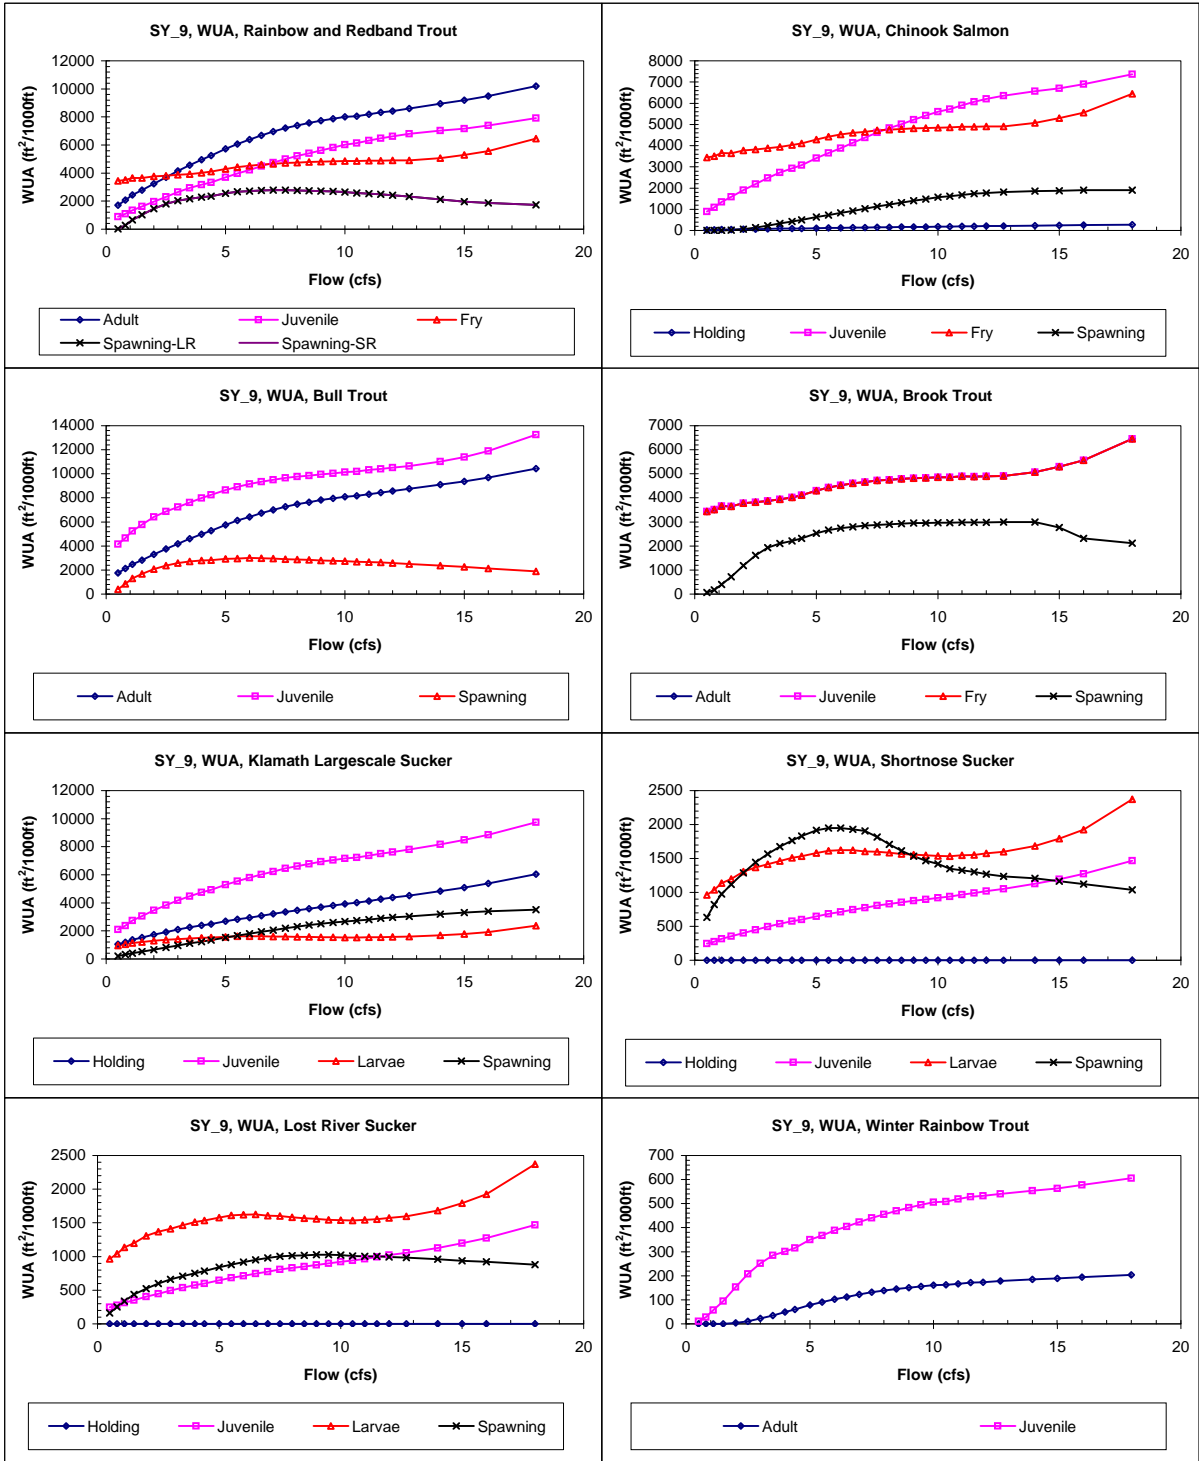 SY_9, WUA, Rainbow and Redband Trout
WUA (ft²/1000ft)
12000
10000
8000
6000
4000
2000
0
0 5 10 15 20
Flow (cfs)
Adult Juvenile Fry
Spawning-LR Spawning-SR
SY_9, WUA, Chinook Salmon
WUA (ft²/1000ft)
8000
7000
6000
5000
4000
3000
2000
1000
0
0 5 10 15 20
Flow (cfs)
Holding Juvenile Fry Spawning
SY_9, WUA, Bull Trout
WUA (ft²/1000ft)
14000
12000
10000
8000
6000
4000
2000
0
0 5 10 15 20
Flow (cfs)
Adult Juvenile Spawning
SY_9, WUA, Brook Trout
WUA (ft²/1000ft)
7000
6000
5000
4000
3000
2000
1000
0
0 5 10 15 20
Flow (cfs)
Adult Juvenile Fry Spawning
SY_9, WUA, Klamath Largescale Sucker
WUA (ft²/1000ft)
12000
10000
8000
6000
4000
2000
0
0 5 10 15 20
Flow (cfs)
Holding Juvenile Larvae Spawning
SY_9, WUA, Shortnose Sucker
WUA (ft²/1000ft)
2500
2000
1500
1000
500
0
0 5 10 15 20
Flow (cfs)
Holding Juvenile Larvae Spawning
SY_9, WUA, Lost River Sucker
WUA (ft²/1000ft)
2500
2000
1500
1000
500
0
0 5 10 15 20
Flow (cfs)
Holding Juvenile Larvae Spawning
SY_9, WUA, Winter Rainbow Trout
WUA (ft²/1000ft)
700
600
500
400
300
200
100
0
0 5 10 15 20
Flow (cfs)
Adult Juvenile